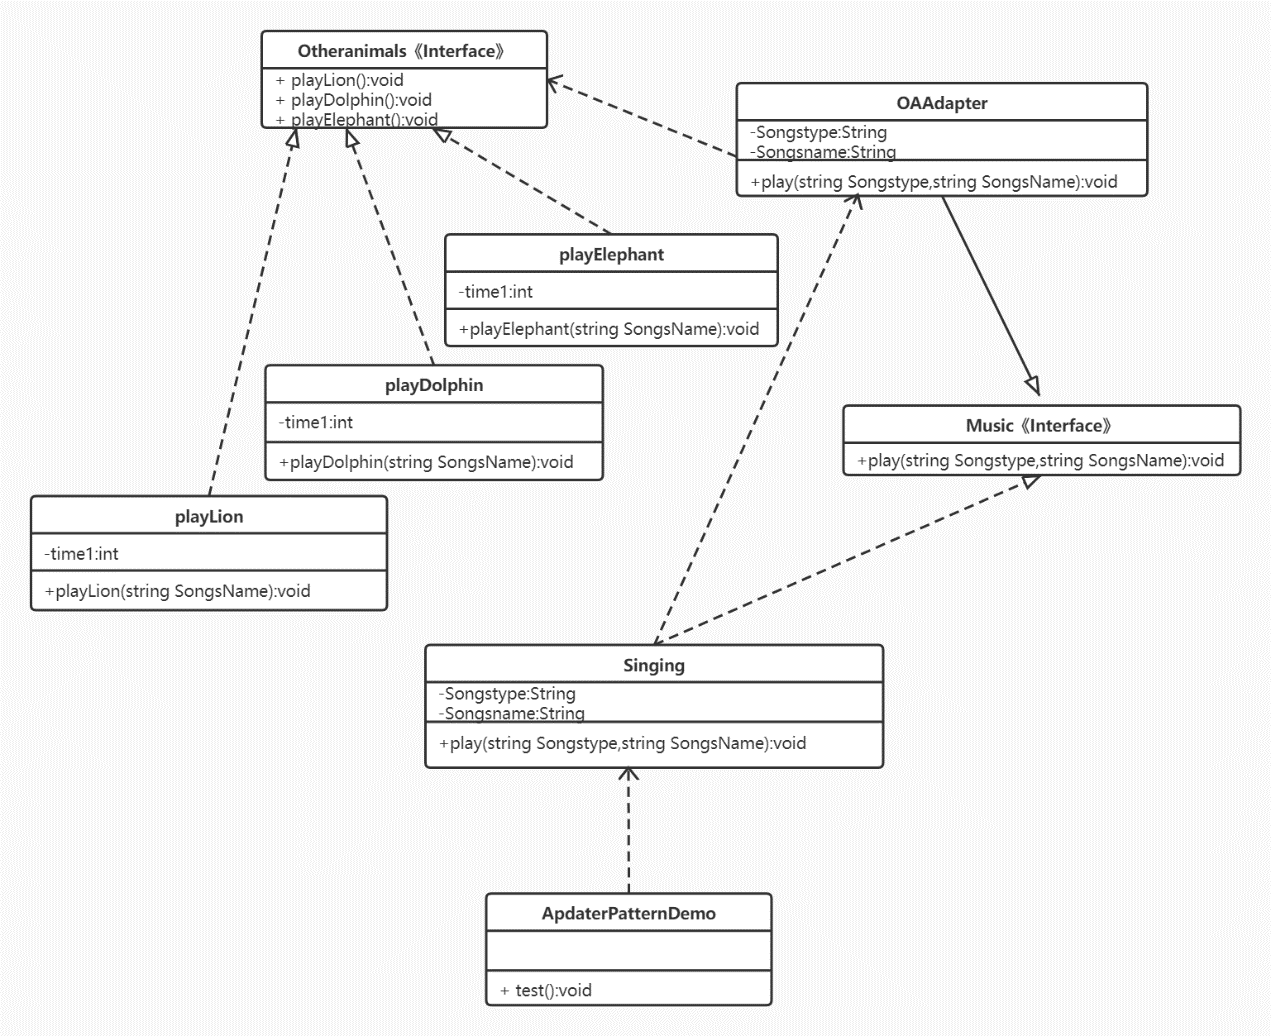 Otheranimals《Interface》
+ playLion():void
+ playDolphin():void
+ playElephant():void
OAAdapter
-Songstype:String
-Songsname:String
+play(string Songstype,string SongsName):void
playElephant
-time1:int
+playElephant(string SongsName):void
playDolphin
-time1:int
+playDolphin(string SongsName):void
Music《Interface》
+play(string Songstype,string SongsName):void
playLion
-time1:int
+playLion(string SongsName):void
Singing
-Songstype:String
-Songsname:String
+play(string Songstype,string SongsName):void
ApdaterPatternDemo
+ test():void